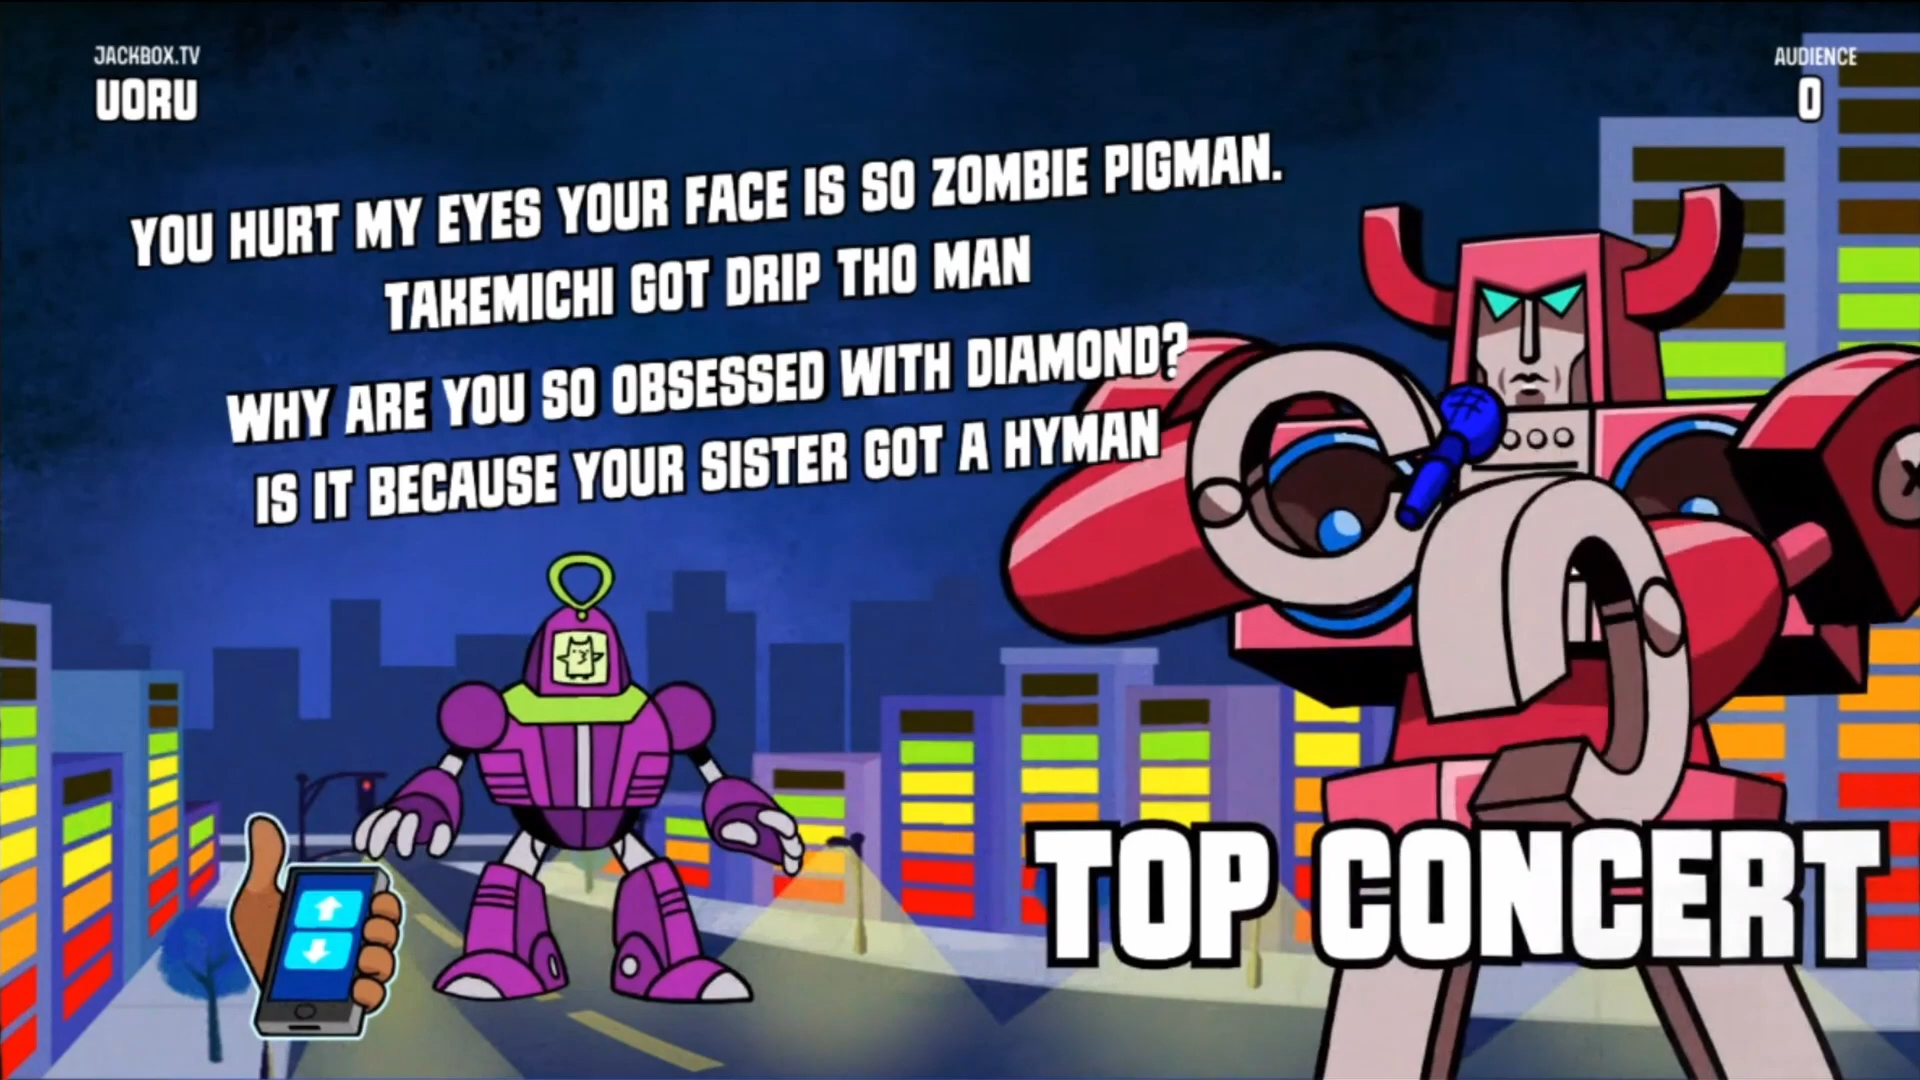 JACKBOX.TV
UORU
AUDIENCE
0
YOU HURT MY EYES YOUR FACE IS SO ZOMBIE PIGMAN.
TAKEMICHI GOT DRIP THO MAN
WHY ARE YOU SO OBSESSED WITH DIAMOND?
IS IT BECAUSE YOUR SISTER GOT A HYMAN
TOP CONCERT